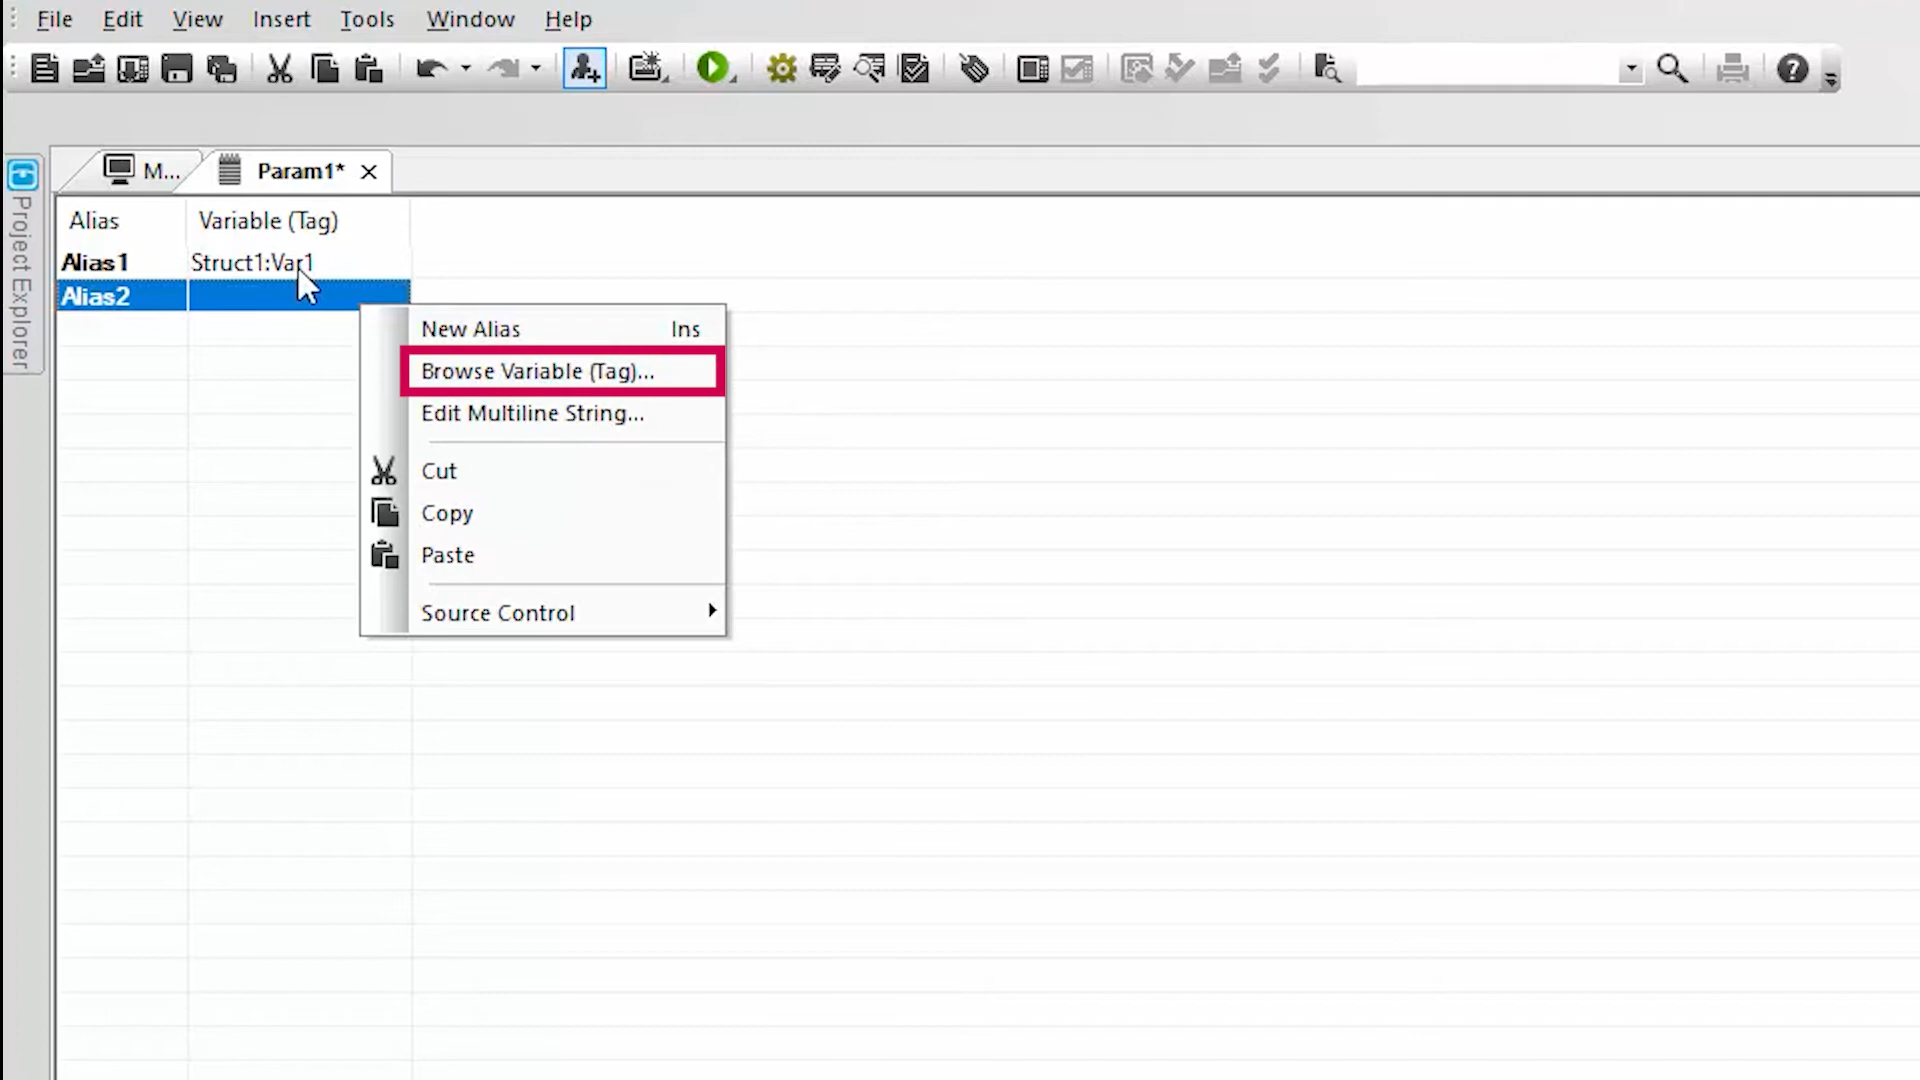 File Edit View Insert Tools Window Help
M... Param1*
Project Explorer
Alias Variable (Tag)
Alias1 Struct1:Var1
Alias2
New Alias Ins
Browse Variable (Tag)...
Edit Multiline String...
Cut
Copy
Paste
Source Control